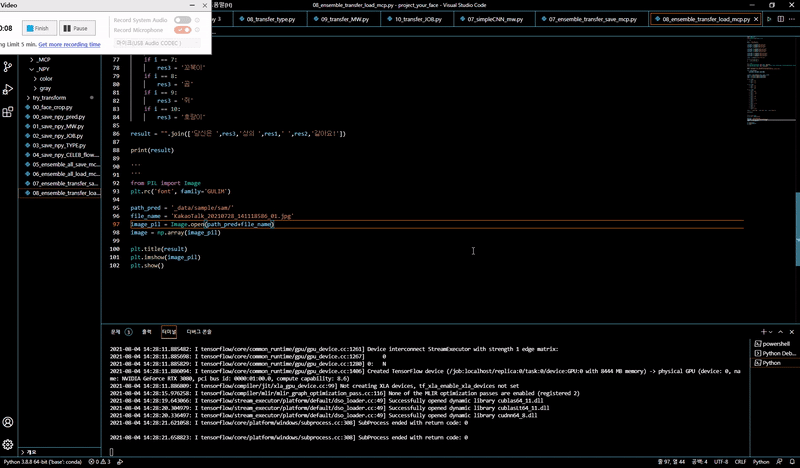 Video
Record System Audio
:08
Finish
Pause
Record Microphone
마이크(USB Audio CODEC )
ng Limit 5 min. Get more recording time
도움말(H)
08_ensemble_transfer_load_mcp.py - project_your_face - Visual Studio Code
08_transfer_type.py
09_transfer_MW.py
10_transfer_JOB.py
07_simpleCNN_mw.py
07_ensemble_transfer_save_mcp.py
08_ensemble_transfer_load_mcp.py
_MCP
_NPY
color
gray
try_transform
00_face_crop.py
00_save_npy_pred.py
01_save_npy_MW.py
02_save_npy_JOB.py
03_save_npy_TYPE.py
04_save_npy_CELEB_flow...
05_ensemble_all_save_mc...
06_ensemble_all_load_mc...
07_ensemble_transfer_sa...
08_ensemble_transfer_loa...
개요
77 if i == 7:
78 res3 = '꼬북이'
79 if i == 8:
80 res3 = '곰'
81 if i == 9:
82 res3 = '쥐'
83 if i == 10:
84 res3 = '호랑이'
85
86 result = "".join(['당신은 ',res3,'상의 ',res1,' ',res2,'같아요!'])
87
88 print(result)
89
90 '''
91 '''
92 from PIL import Image
93 plt.rc('font', family='GULIM')
94
95 path_pred = '_data/sample/sam/'
96 file_name = 'KakaoTalk_20210728_141118586_01.jpg'
97 image_pil = Image.open(path_pred+file_name)
98 image = np.array(image_pil)
99
100 plt.title(result)
101 plt.imshow(image_pil)
102 plt.show()
문제 3 출력 터미널 디버그 콘솔
powershell
Python Deb...
Python
2021-08-04 14:28:11.885482: I tensorflow/core/common_runtime/gpu/gpu_device.cc:1261] Device interconnect StreamExecutor with strength 1 edge matrix:
2021-08-04 14:28:11.885698: I tensorflow/core/common_runtime/gpu/gpu_device.cc:1267] 0
2021-08-04 14:28:11.885892: I tensorflow/core/common_runtime/gpu/gpu_device.cc:1280] 0: N
2021-08-04 14:28:11.886094: I tensorflow/core/common_runtime/gpu/gpu_device.cc:1406] Created TensorFlow device (/job:localhost/replica:0/task:0/device:GPU:0 with 8444 MB memory) -> physical GPU (device: 0, na
me: NVIDIA GeForce RTX 3080, pci bus id: 0000:01:00.0, compute capability: 8.6)
2021-08-04 14:28:11.886597: I tensorflow/compiler/jit/xla_gpu_device.cc:99] Not creating XLA devices, tf_xla_enable_xla_devices not set
2021-08-04 14:28:15.976258: I tensorflow/compiler/mlir/mlir_graph_optimization_pass.cc:116] None of the MLIR optimization passes are enabled (registered 2)
2021-08-04 14:28:19.643066: I tensorflow/stream_executor/platform/default/dso_loader.cc:49] Successfully opened dynamic library cublas64_11.dll
2021-08-04 14:28:20.304979: I tensorflow/stream_executor/platform/default/dso_loader.cc:49] Successfully opened dynamic library cublasLt64_11.dll
2021-08-04 14:28:20.336497: I tensorflow/stream_executor/platform/default/dso_loader.cc:49] Successfully opened dynamic library cudnn64_8.dll
2021-08-04 14:28:21.621058: I tensorflow/core/platform/windows/subprocess.cc:308] SubProcess ended with return code: 0
2021-08-04 14:28:21.658823: I tensorflow/core/platform/windows/subprocess.cc:308] SubProcess ended with return code: 0
Python 3.8.8 64-bit ('base': conda) 0 3
줄 97, 열 44 공백: 4 UTF-8 CRLF Python Prettier